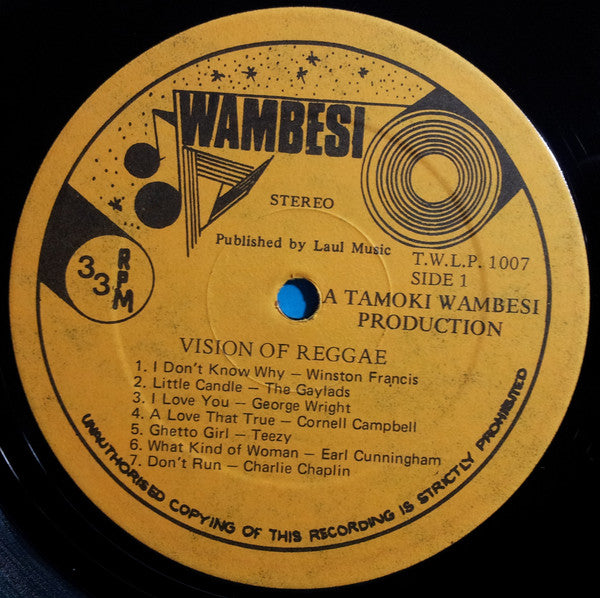 WAMBESI
STEREO
Published by Laul Music
T.W.L.P. 1007
SIDE 1
33 RPM
A TAMOKI WAMBESI
PRODUCTION
VISION OF REGGAE
1. I Don't Know Why – Winston Francis
2. Little Candle – The Gaylads
3. I Love You – George Wright
4. A Love That True – Cornell Campbell
5. Ghetto Girl – Teezy
6. What Kind of Woman – Earl Cunningham
7. Don't Run – Charlie Chaplin
UNAUTHORISED COPYING OF THIS RECORDING IS STRICTLY PROHIBITED